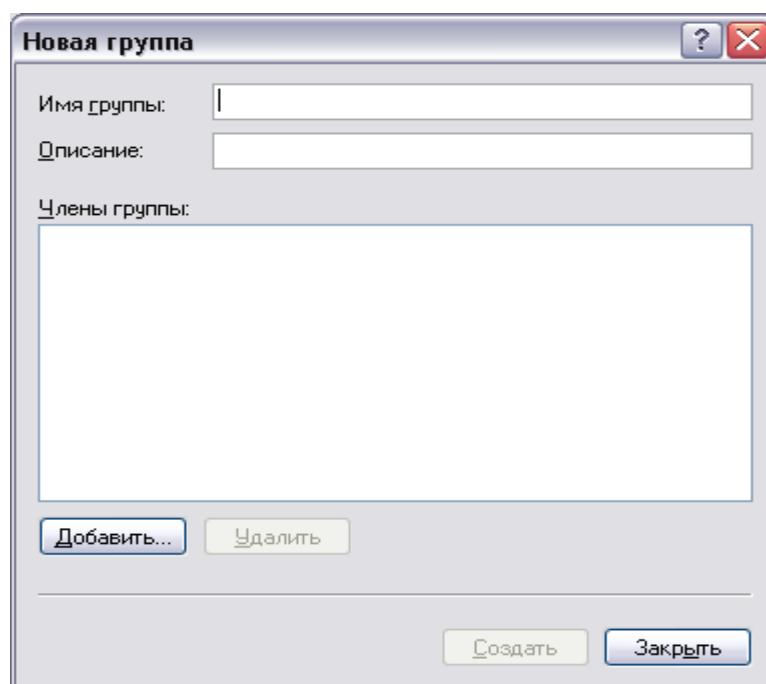 Новая группа ?
Имя группы:
Описание:
Члены группы:
Добавить... Удалить
Создать Закрыть